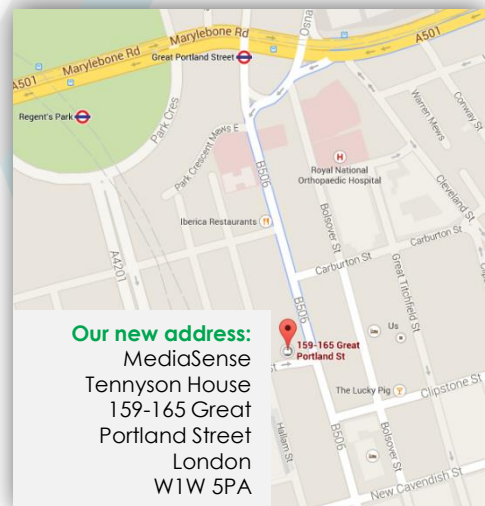 Marylebone Rd
Osna
A501
Marylebone Rd
Great Portland Street
A501
Regent's Park
Park Cres
Park Crescent Mews E
B506
Warren Mews
Conway St
H
Royal National
Orthopaedic Hospital
Cleveland St
Iberica Restaurants
Bolsover St
Carburton St
A4201
Carburton St
Great Titchfield St
B506
Us
159-165 Great
Portland St
st
The Lucky Pig
Clipstone St
Hallam St
B506
Bolsover St
New Cavendish St
Our new address:
MediaSense
Tennyson House
159-165 Great
Portland Street
London
W1W 5PA